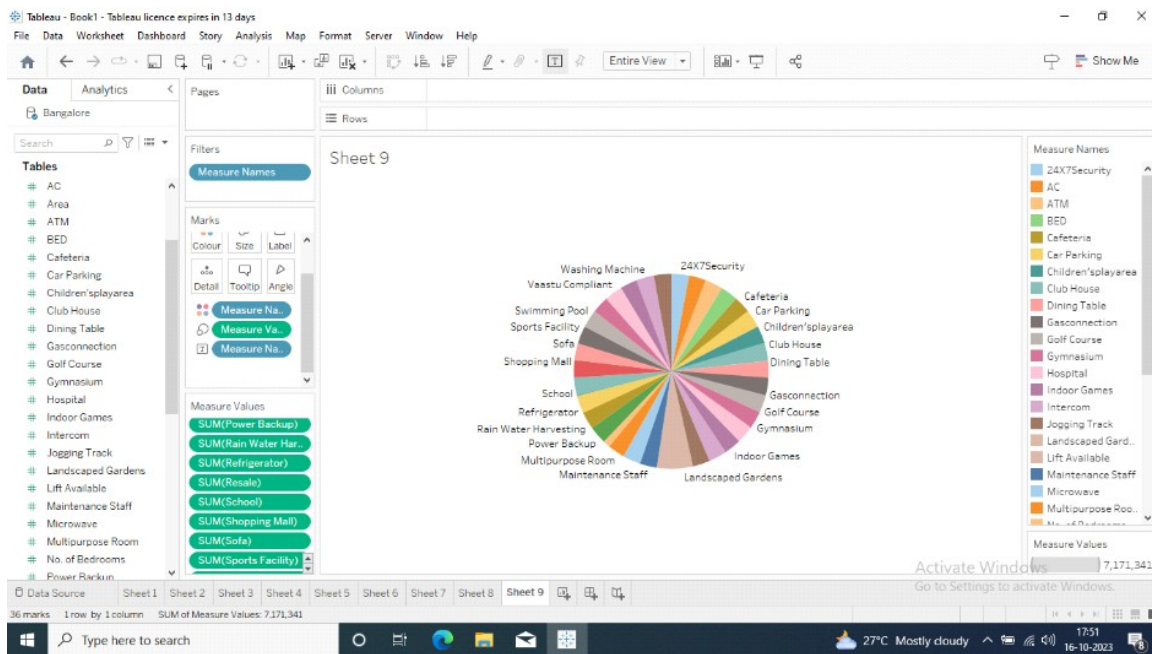 Tableau - Book1 - Tableau licence expires in 13 days
File Data Worksheet Dashboard Story Analysis Map Format Server Window Help
Entire View
Show Me
Data Analytics
Bangalore
Search
Tables
AC
Area
ATM
BED
Cafeteria
Car Parking
Children'splayarea
Club House
Dining Table
Gasconnection
Golf Course
Gymnasium
Hospital
Indoor Games
Intercom
Jogging Track
Landscaped Gardens
Lift Available
Maintenance Staff
Microwave
Multipurpose Room
No. of Bedrooms
Power Backup
Pages
Filters
Measure Names
Marks
Colour Size Label
Detail Tooltip Angle
Measure Na..
Measure Va..
Measure Na..
Measure Values
SUM(Power Backup)
SUM(Rain Water Har..
SUM(Refrigerator)
SUM(Resale)
SUM(School)
SUM(Shopping Mall)
SUM(Sofa)
SUM(Sports Facility)
iii Columns
Rows
Sheet 9
24X7Security
Cafeteria
Car Parking
Children'splayarea
Club House
Dining Table
Gasconnection
Golf Course
Gymnasium
Indoor Games
Landscaped Gardens
Maintenance Staff
Multipurpose Room
Power Backup
Rain Water Harvesting
Refrigerator
School
Shopping Mall
Sofa
Sports Facility
Swimming Pool
Vaastu Compliant
Washing Machine
Measure Names
24X7Security
AC
ATM
BED
Cafeteria
Car Parking
Children'splayarea
Club House
Dining Table
Gasconnection
Golf Course
Gymnasium
Hospital
Indoor Games
Intercom
Jogging Track
Landscaped Gard..
Lift Available
Maintenance Staff
Microwave
Multipurpose Roo..
No. of Bedrooms
Measure Values
7,171,341
Activate Windows
Go to Settings to activate Windows.
Data Source Sheet 1 Sheet 2 Sheet 3 Sheet 4 Sheet 5 Sheet 6 Sheet 7 Sheet 8 Sheet 9
36 marks 1 row by 1 column SUM of Measure Values: 7,171,341
Type here to search
27°C Mostly cloudy
17:51
16-10-2023